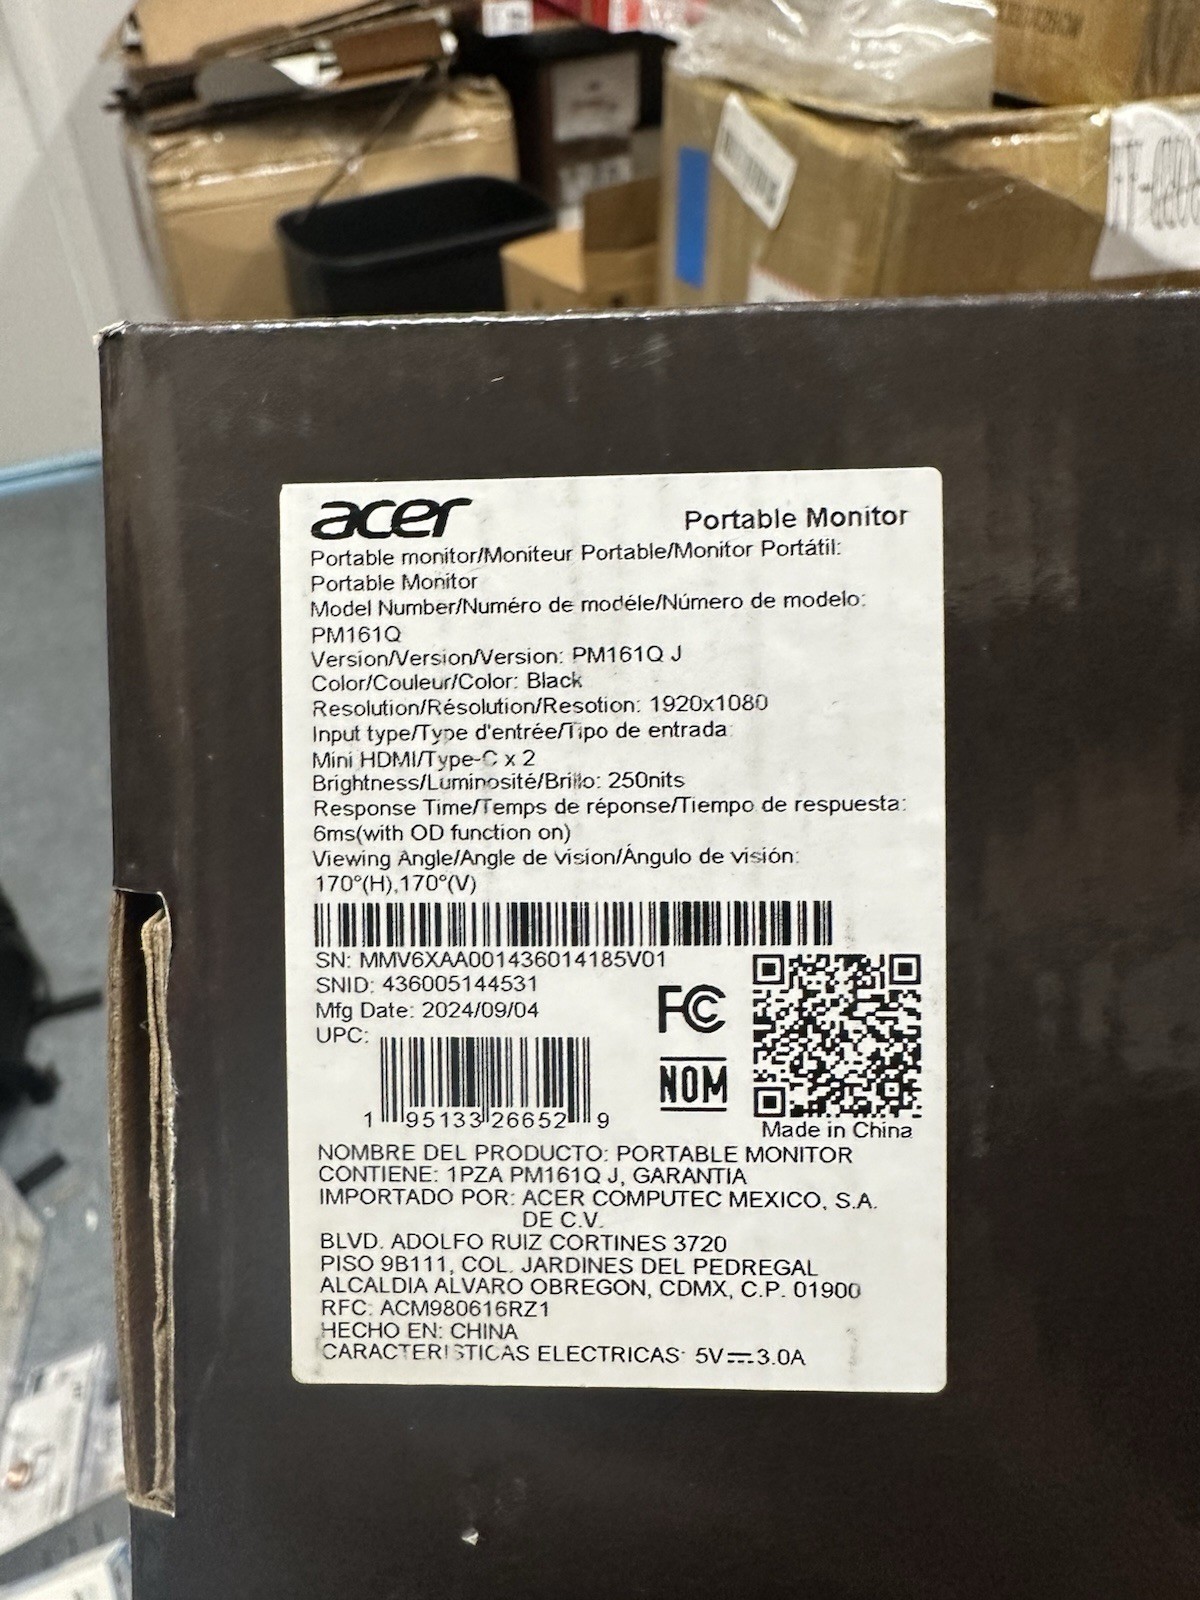 acer
Portable Monitor
Portable monitor/Moniteur Portable/Monitor Portátil:
Portable Monitor
Model Number/Numéro de modéle/Número de modelo:
PM161Q
Version/Version/Version: PM161Q J
Color/Couleur/Color: Black
Resolution/Résolution/Resotion: 1920x1080
Input type/Type d'entrée/Tipo de entrada:
Mini HDMI/Type-C x 2
Brightness/Luminosité/Brillo: 250nits
Response Time/Temps de réponse/Tiempo de respuesta:
6ms(with OD function on)
Viewing Angle/Angle de vision/Ángulo de visión:
170°(H),170°(V)
SN: MMV6XAA001436014185V01
SNID: 436005144531
Mfg Date: 2024/09/04
UPC:
1 95133 26652 9
FC
NOM
Made in China
NOMBRE DEL PRODUCTO: PORTABLE MONITOR
CONTIENE: 1PZA PM161Q J, GARANTIA
IMPORTADO POR: ACER COMPUTEC MEXICO, S.A.
DE C.V.
BLVD. ADOLFO RUIZ CORTINES 3720
PISO 9B111, COL. JARDINES DEL PEDREGAL
ALCALDIA ALVARO OBREGON, CDMX, C.P. 01900
RFC: ACM980616RZ1
HECHO EN: CHINA
CARACTERISTICAS ELECTRICAS: 5V⎓3.0A